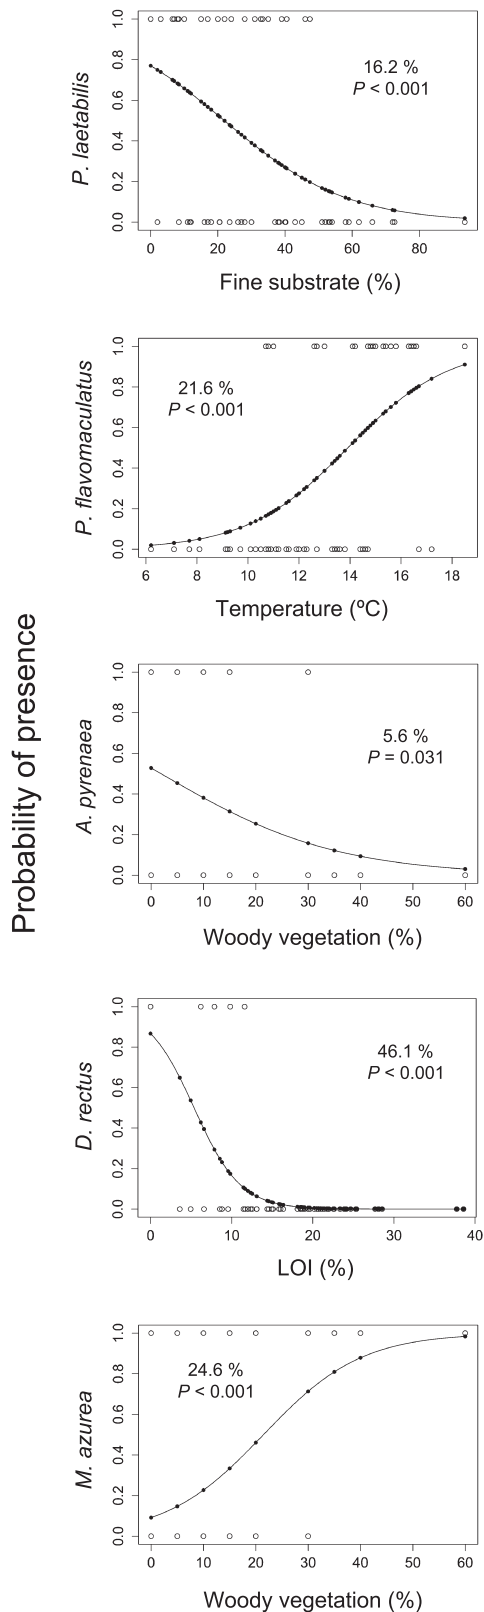 Probability of presence
P. laetabilis
1.0
0.8
0.6
0.4
0.2
0.0
16.2 %
P < 0.001
0 20 40 60 80
Fine substrate (%)
P. flavomaculatus
1.0
0.8
0.6
0.4
0.2
0.0
21.6 %
P < 0.001
6 8 10 12 14 16 18
Temperature (ºC)
A. pyrenaea
1.0
0.8
0.6
0.4
0.2
0.0
5.6 %
P = 0.031
0 10 20 30 40 50 60
Woody vegetation (%)
D. rectus
1.0
0.8
0.6
0.4
0.2
0.0
46.1 %
P < 0.001
0 10 20 30 40
LOI (%)
M. azurea
1.0
0.8
0.6
0.4
0.2
0.0
24.6 %
P < 0.001
0 10 20 30 40 50 60
Woody vegetation (%)